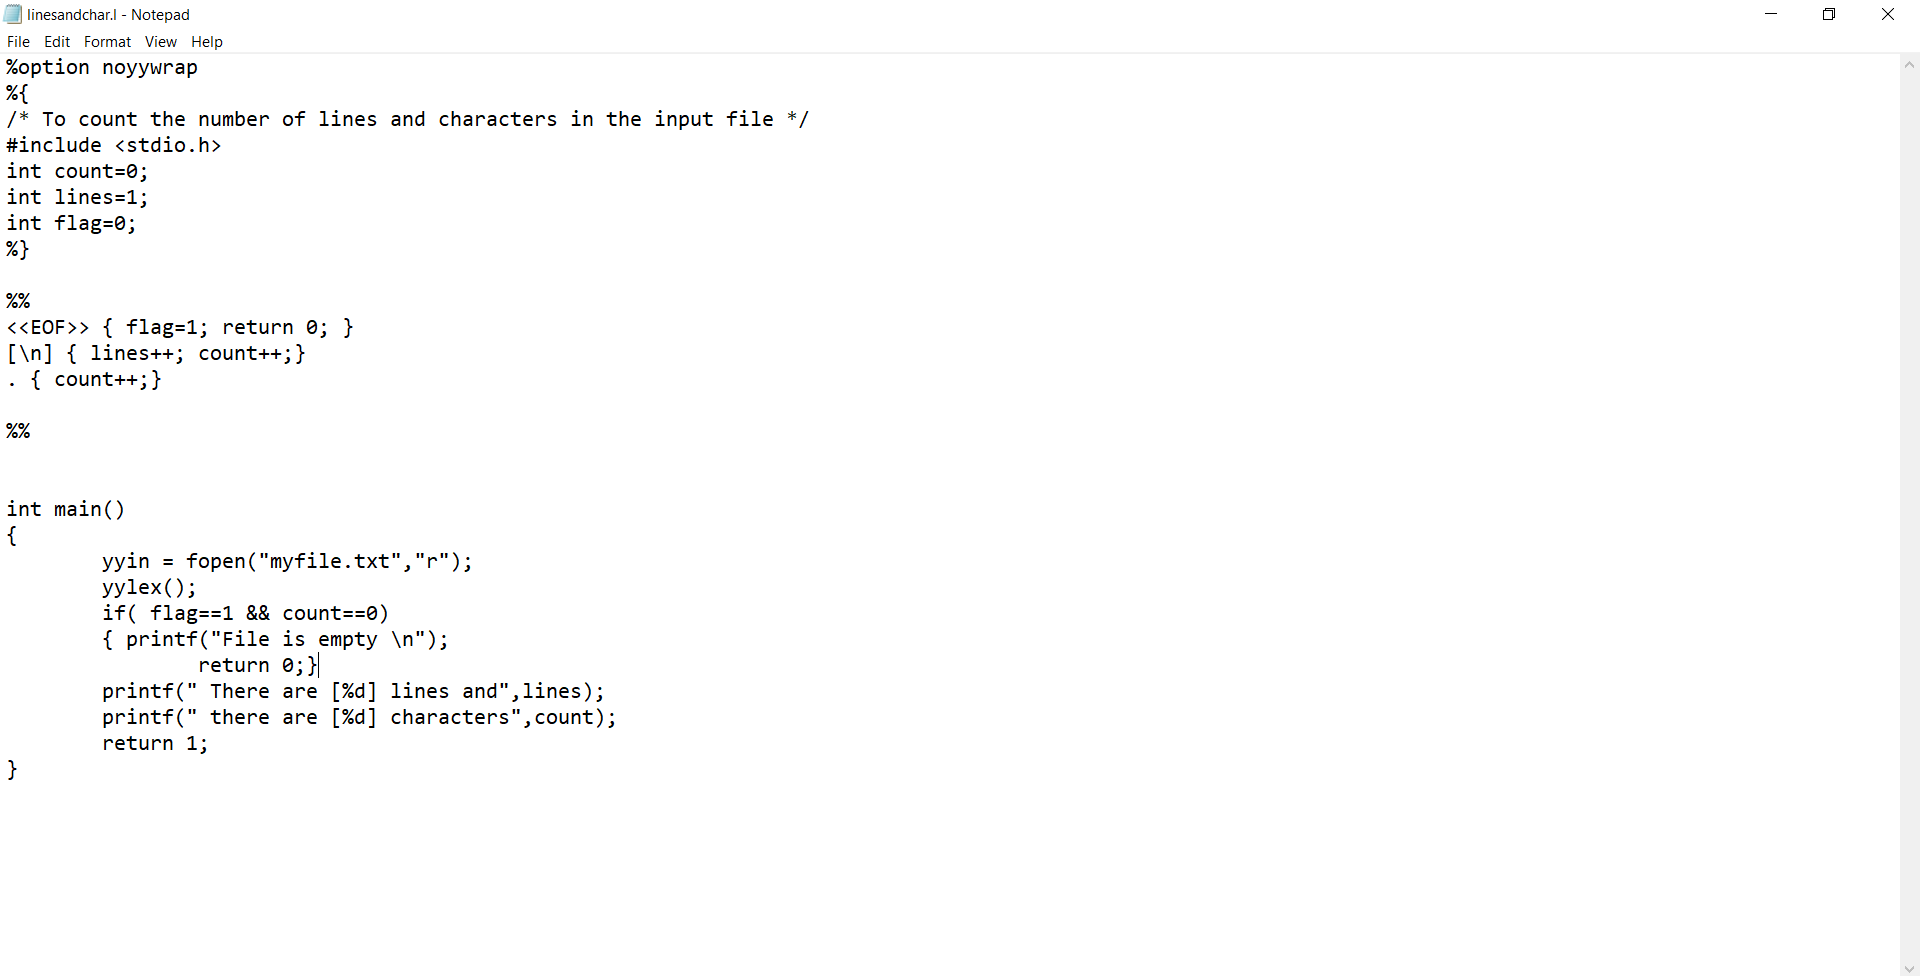 linesandchar.l - Notepad
File Edit Format View Help
%option noyywrap
%{
/* To count the number of lines and characters in the input file */
#include <stdio.h>
int count=0;
int lines=1;
int flag=0;
%}

%%
<<EOF>> { flag=1; return 0; }
[\n] { lines++; count++;}
. { count++;}

%%


int main()
{
        yyin = fopen("myfile.txt","r");
        yylex();
        if( flag==1 && count==0)
        { printf("File is empty \n");
                return 0;}
        printf(" There are [%d] lines and",lines);
        printf(" there are [%d] characters",count);
        return 1;
}